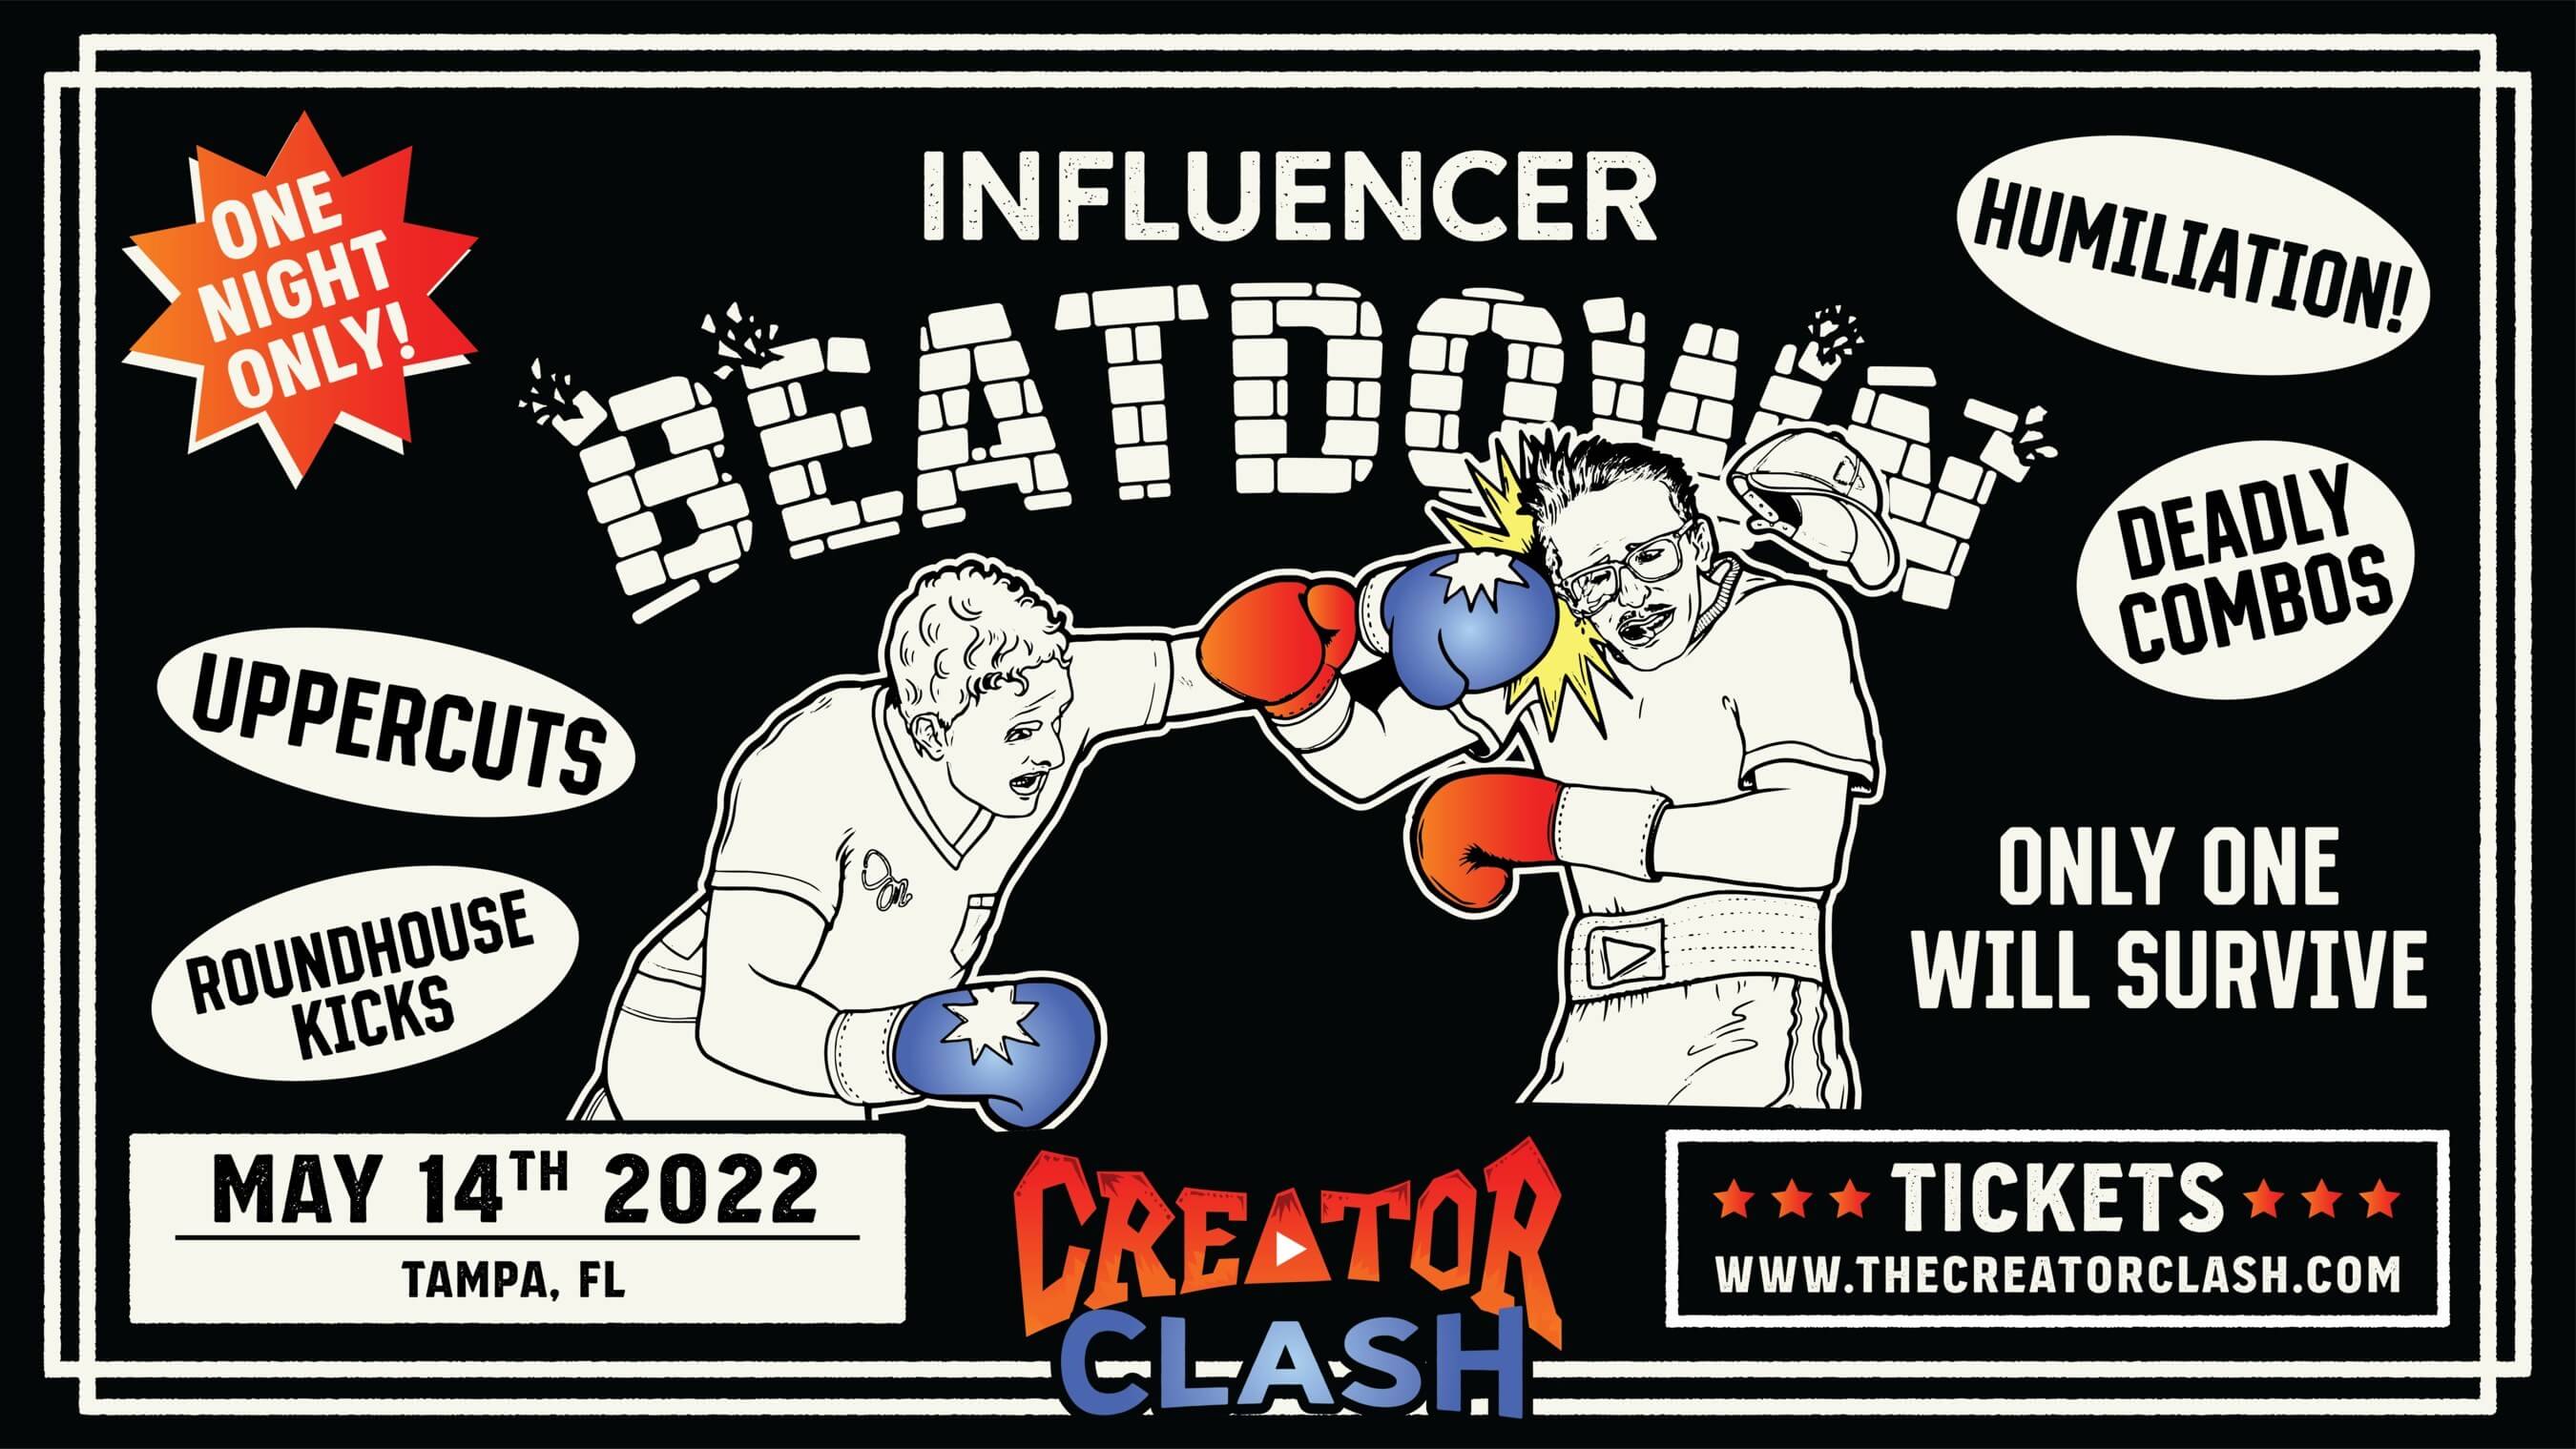 ONE
NIGHT
ONLY!
INFLUENCER
BEATDOWN
HUMILIATION!
DEADLY
COMBOS
UPPERCUTS
ROUNDHOUSE
KICKS
ONLY ONE
WILL SURVIVE
MAY 14TH 2022
TAMPA, FL
CREATOR
CLASH
TICKETS
WWW.THECREATORCLASH.COM